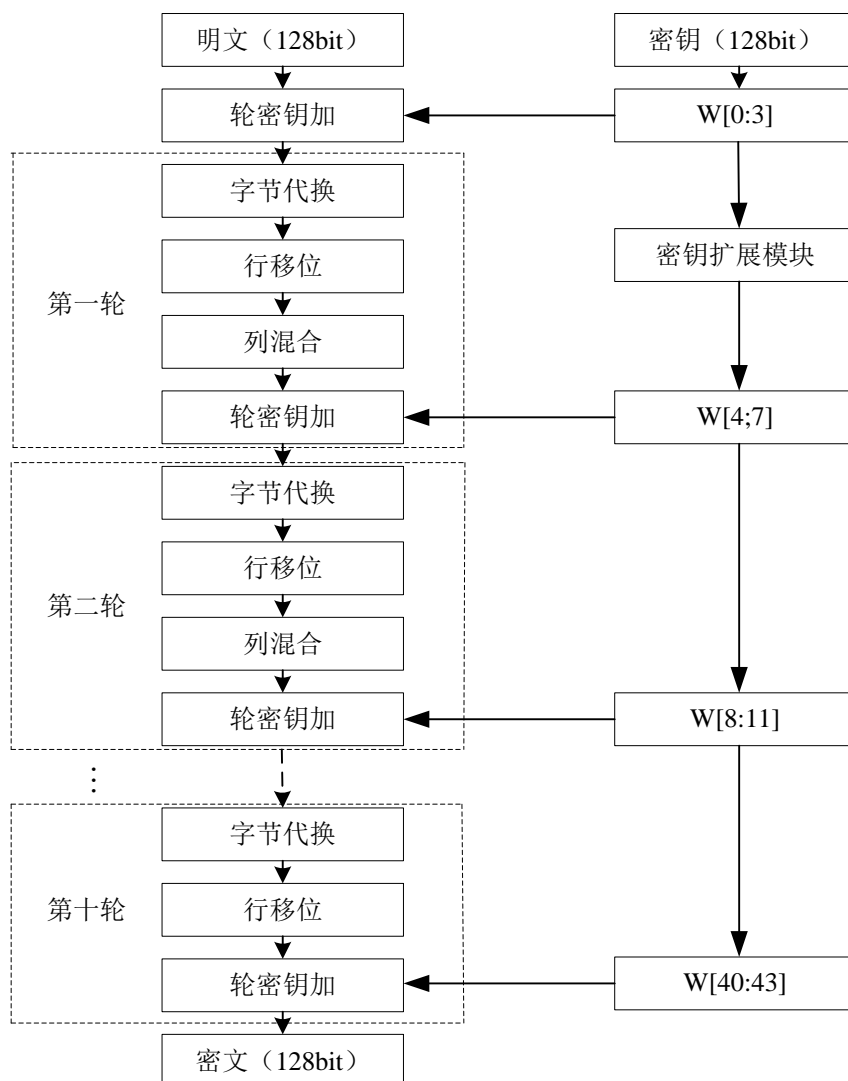 明文（128bit）
密钥（128bit）
轮密钥加
W[0:3]
字节代换
行移位
密钥扩展模块
第一轮
列混合
轮密钥加
W[4;7]
字节代换
行移位
第二轮
列混合
轮密钥加
W[8:11]
⋮
字节代换
第十轮
行移位
轮密钥加
W[40:43]
密文（128bit）